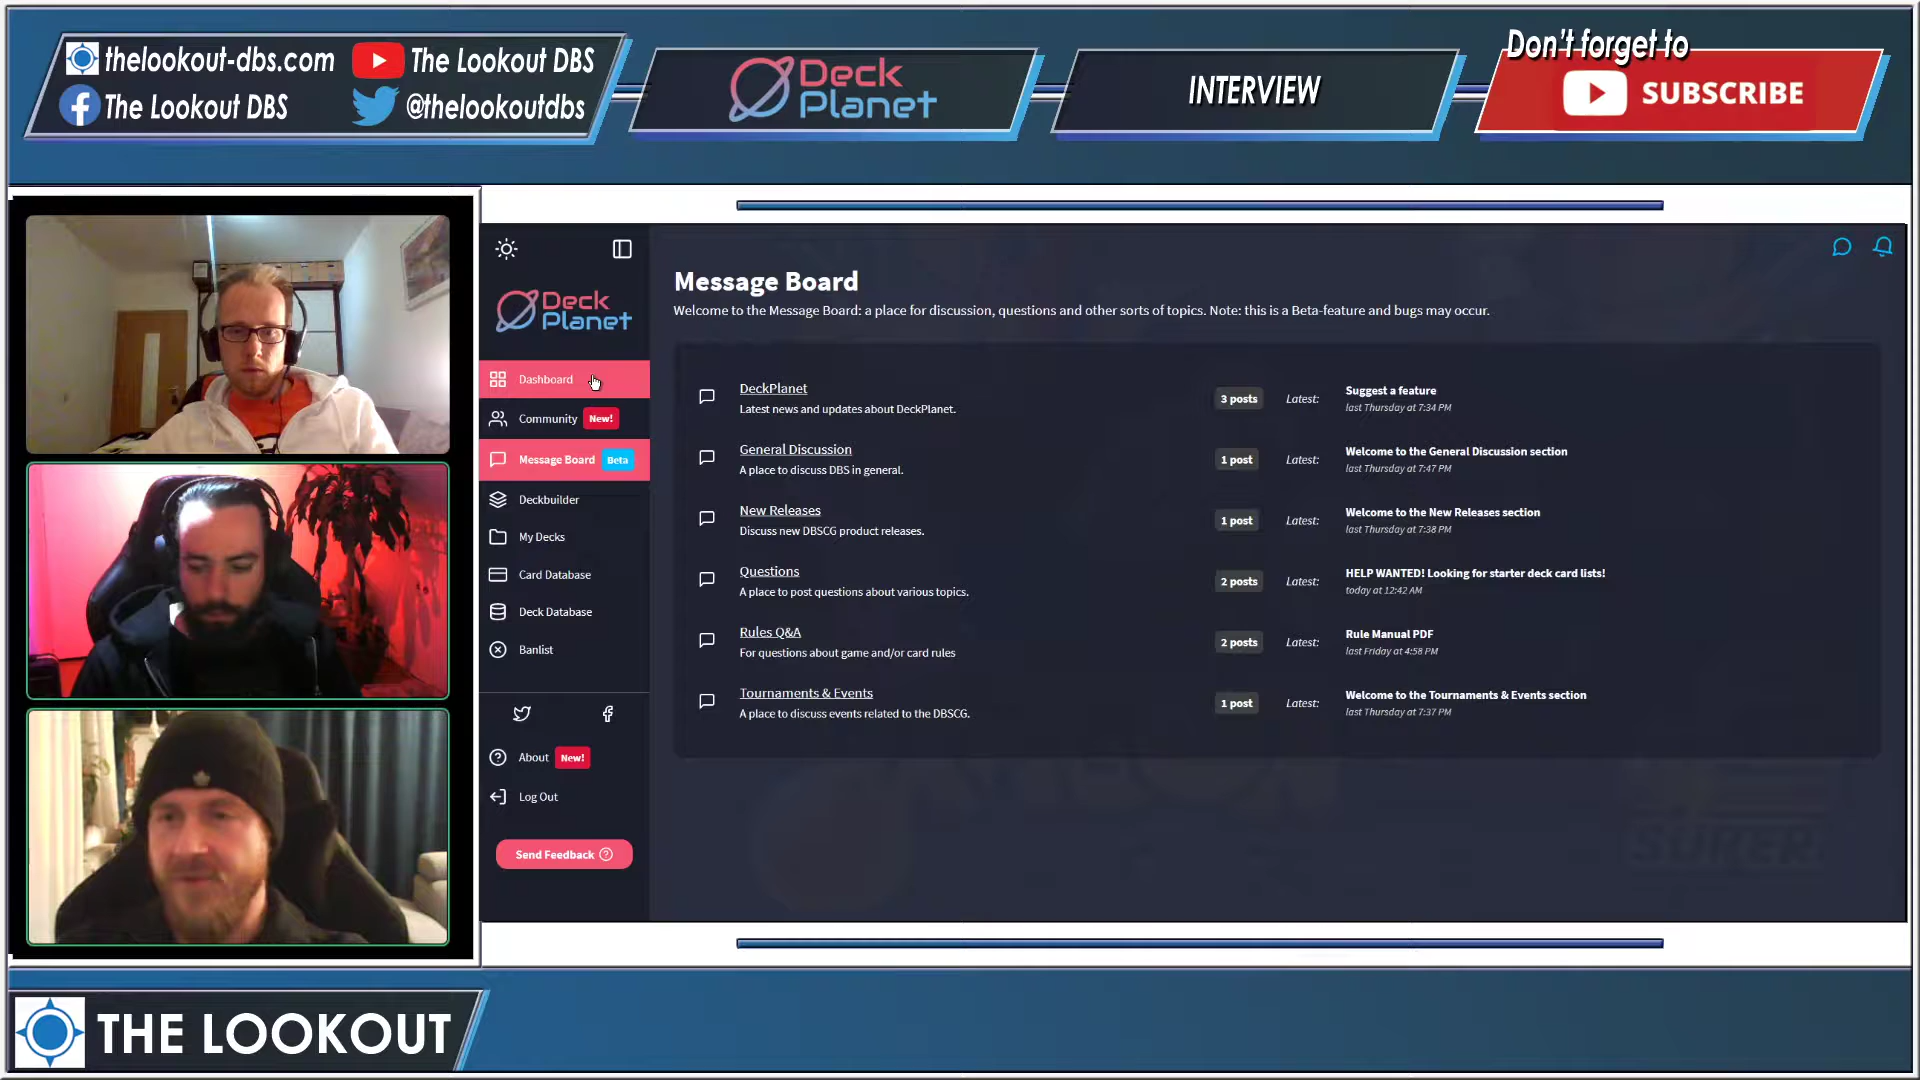 thelookout-dbs.com
The Lookout DBS
The Lookout DBS
@thelookoutdbs
Deck Planet
INTERVIEW
Don't forget to
SUBSCRIBE
Deck Planet
Dashboard
Community New!
Message Board Beta
Deckbuilder
My Decks
Card Database
Deck Database
Banlist
About New!
Log Out
Send Feedback
Message Board
Welcome to the Message Board: a place for discussion, questions and other sorts of topics. Note: this is a Beta-feature and bugs may occur.
DeckPlanet
Latest news and updates about DeckPlanet.
3 posts
Latest:
Suggest a feature
last Thursday at 7:34 PM
General Discussion
A place to discuss DBS in general.
1 post
Latest:
Welcome to the General Discussion section
last Thursday at 7:47 PM
New Releases
Discuss new DBSCG product releases.
1 post
Latest:
Welcome to the New Releases section
last Thursday at 7:38 PM
Questions
A place to post questions about various topics.
2 posts
Latest:
HELP WANTED! Looking for starter deck card lists!
today at 12:42 AM
Rules Q&A
For questions about game and/or card rules
2 posts
Latest:
Rule Manual PDF
last Friday at 4:58 PM
Tournaments & Events
A place to discuss events related to the DBSCG.
1 post
Latest:
Welcome to the Tournaments & Events section
last Thursday at 7:37 PM
SUPER
THE LOOKOUT